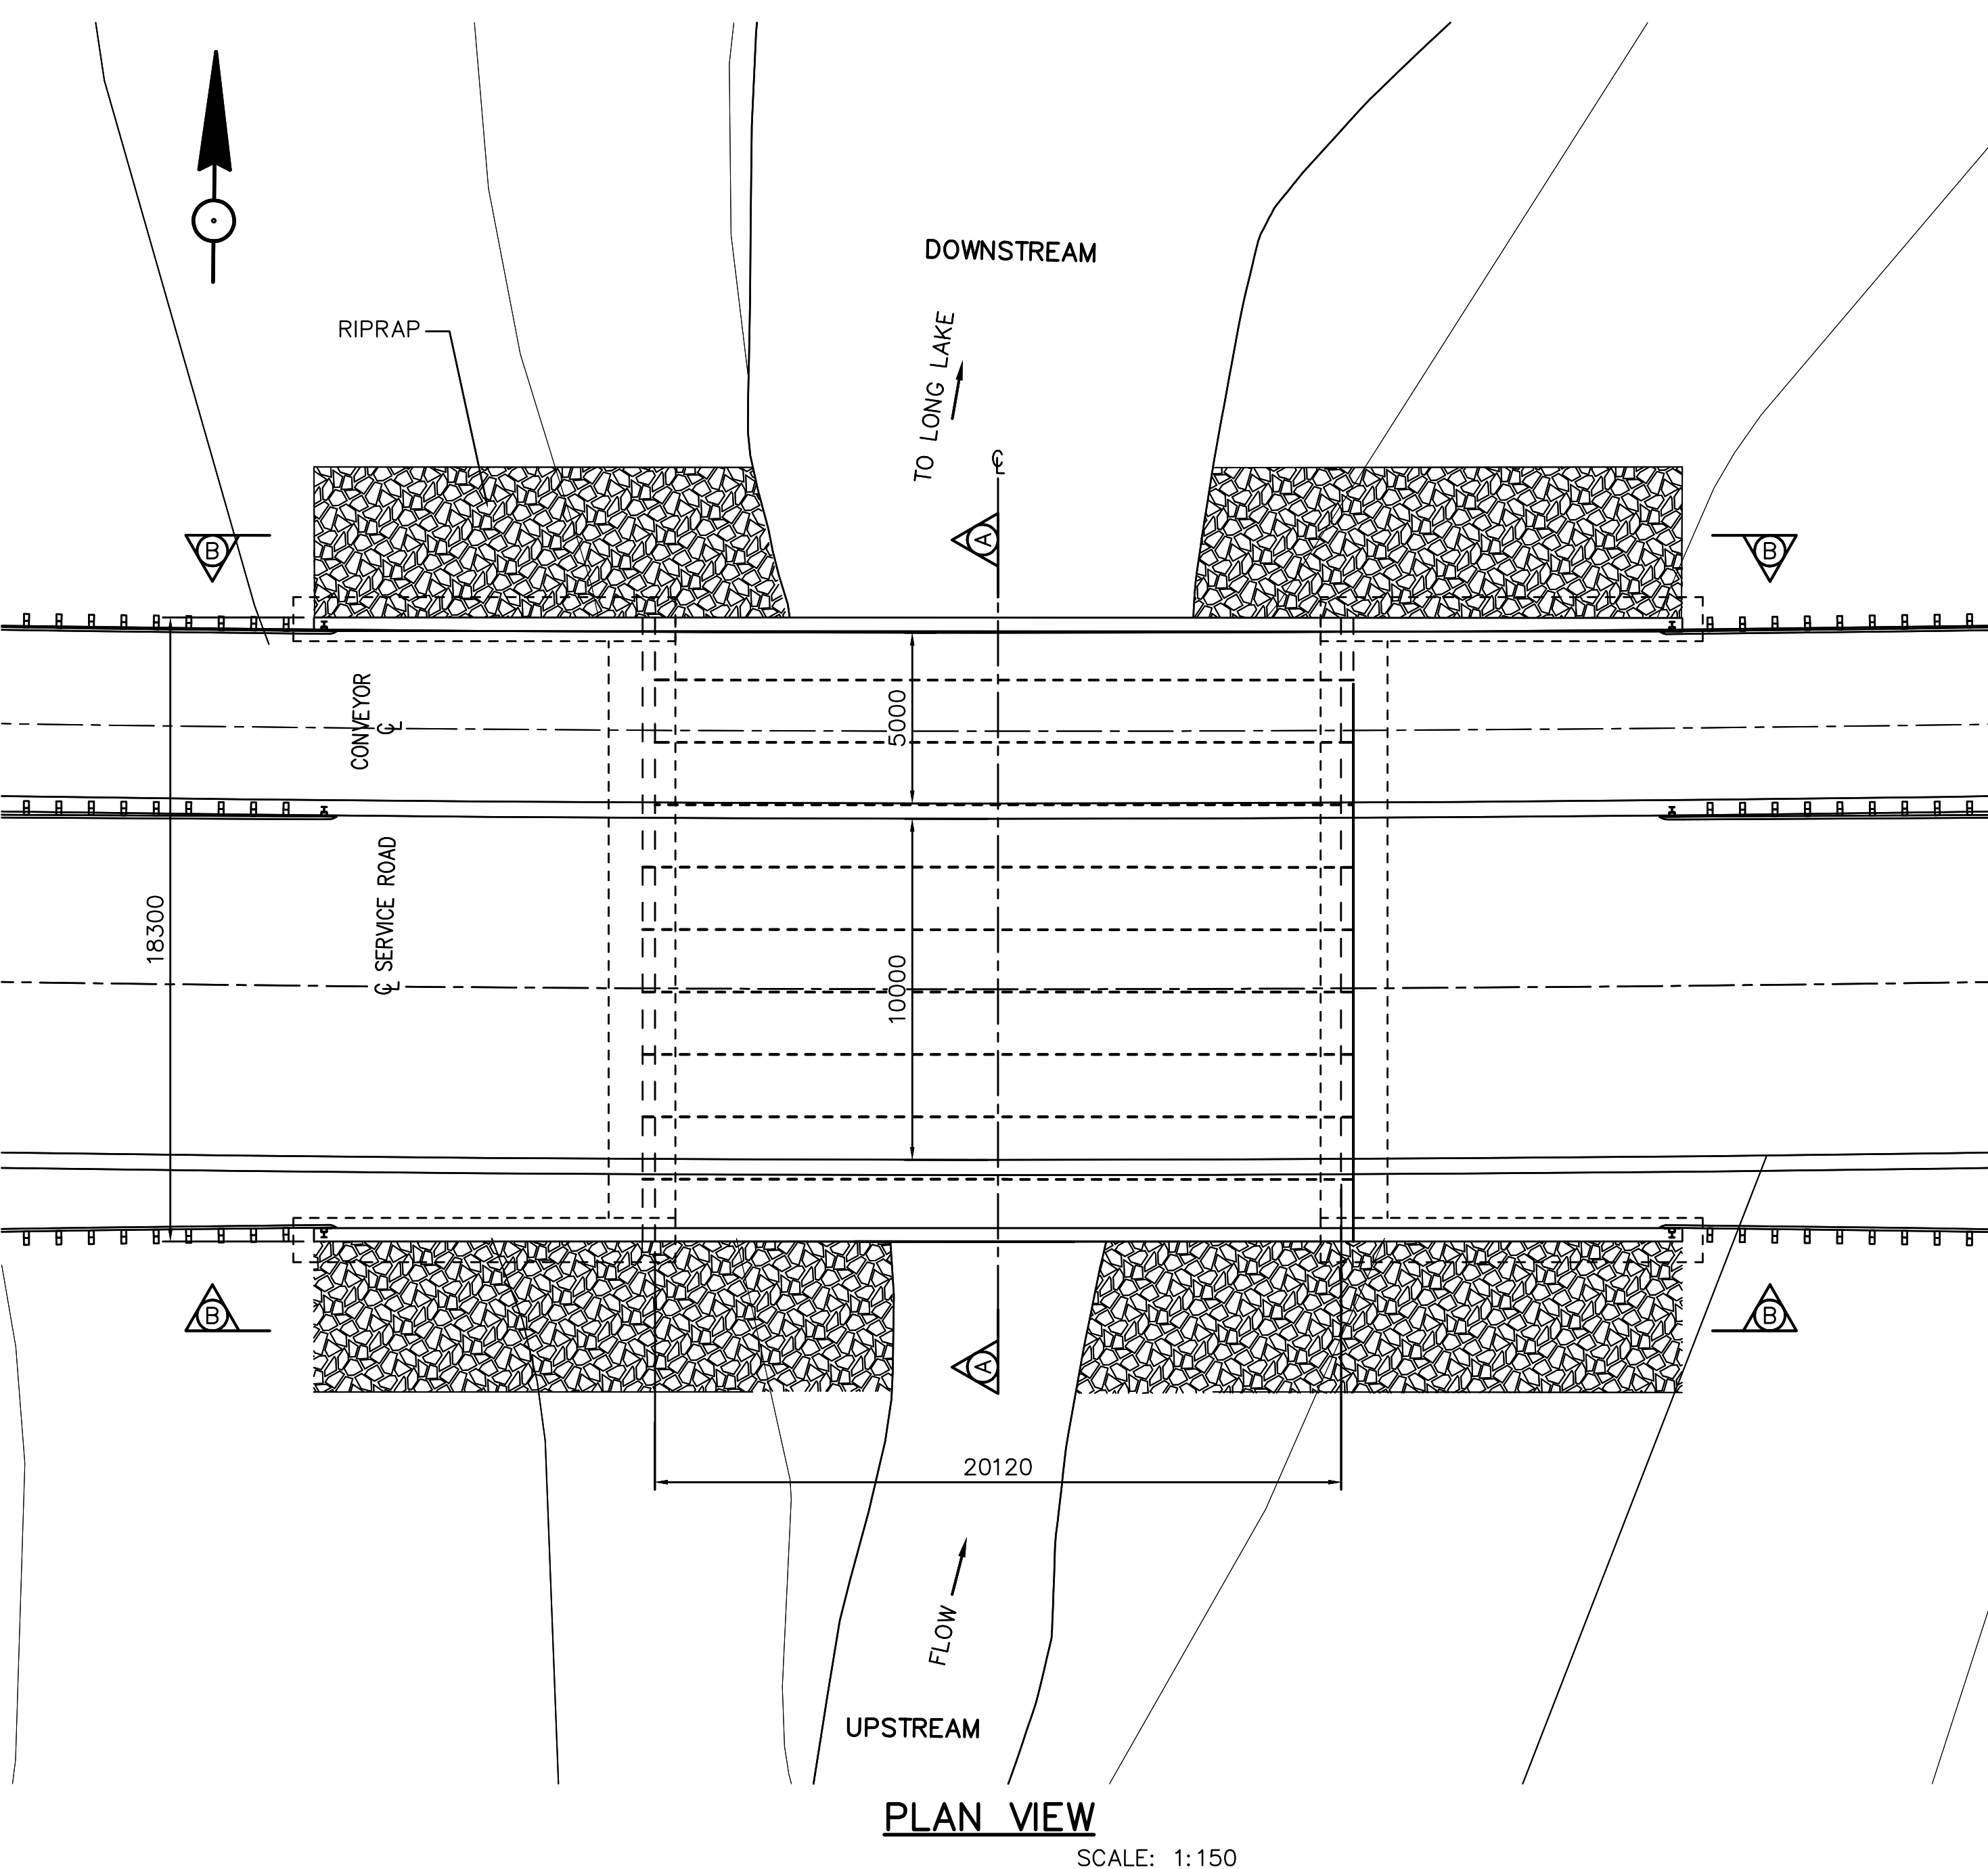 DOWNSTREAM
RIPRAP
TO LONG LAKE
℄
A
B
B
CONVEYOR
℄
5000
℄ SERVICE ROAD
18300
10000
B
B
A
20120
FLOW
UPSTREAM
PLAN VIEW
SCALE: 1:150